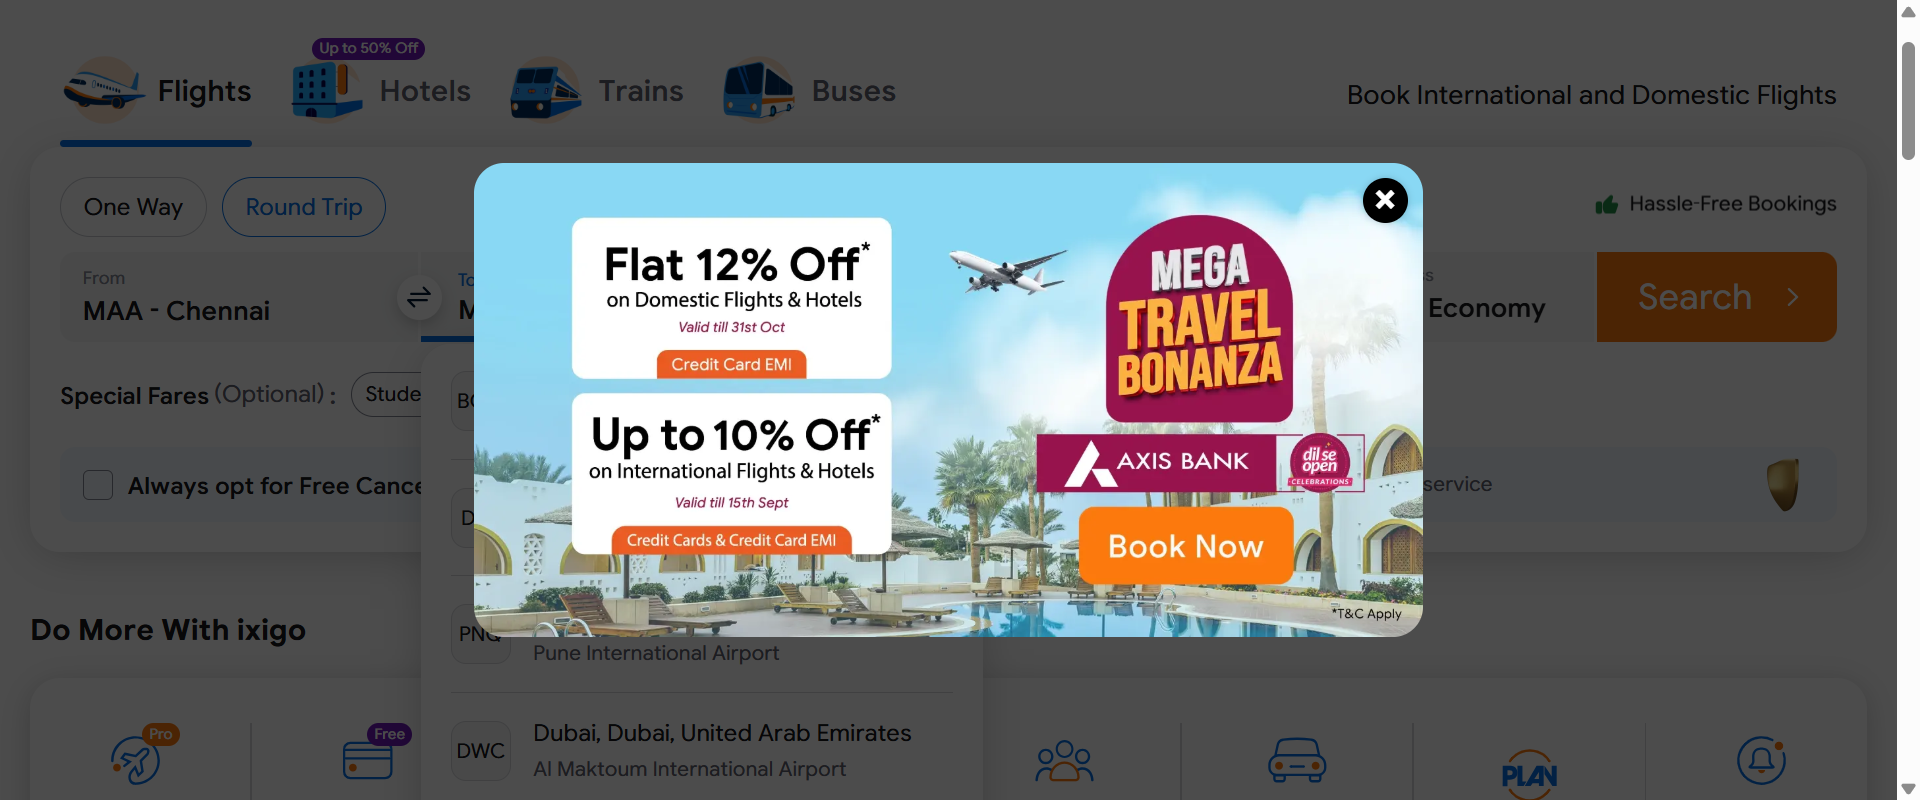 Up to 50% Off
Flights
Hotels
Trains
Buses
Book International and Domestic Flights
One Way
Round Trip
Hassle-Free Bookings
From
MAA - Chennai
To
M
Economy
Search
Special Fares (Optional) :
Stude
Always opt for Free Cance
service
Flat 12% Off*
on Domestic Flights & Hotels
Valid till 31st Oct
Credit Card EMI
Up to 10% Off*
on International Flights & Hotels
Valid till 15th Sept
Credit Cards & Credit Card EMI
MEGA
TRAVEL
BONANZA
AXIS BANK
dil se
open
CELEBRATIONS
Book Now
*T&C Apply
Do More With ixigo
PNQ
Pune International Airport
DWC
Dubai, Dubai, United Arab Emirates
Al Maktoum International Airport
Pro
Free
PLAN